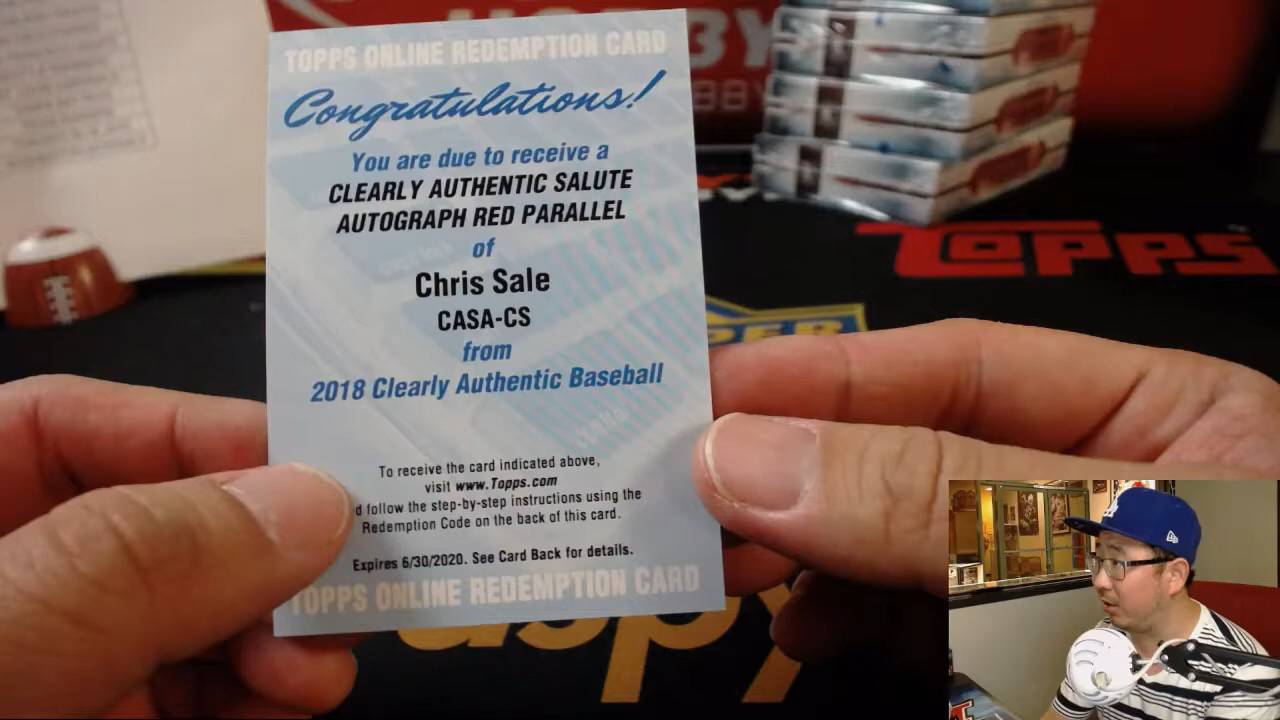 TOPPS ONLINE REDEMPTION CARD
Congratulations!
You are due to receive a
CLEARLY AUTHENTIC SALUTE
AUTOGRAPH RED PARALLEL
of
Chris Sale
CASA-CS
from
2018 Clearly Authentic Baseball
To receive the card indicated above,
visit www.Topps.com
d follow the step-by-step instructions using the
Redemption Code on the back of this card.
Expires 6/30/2020. See Card Back for details.
TOPPS ONLINE REDEMPTION CARD
TOPPS
PER
LA